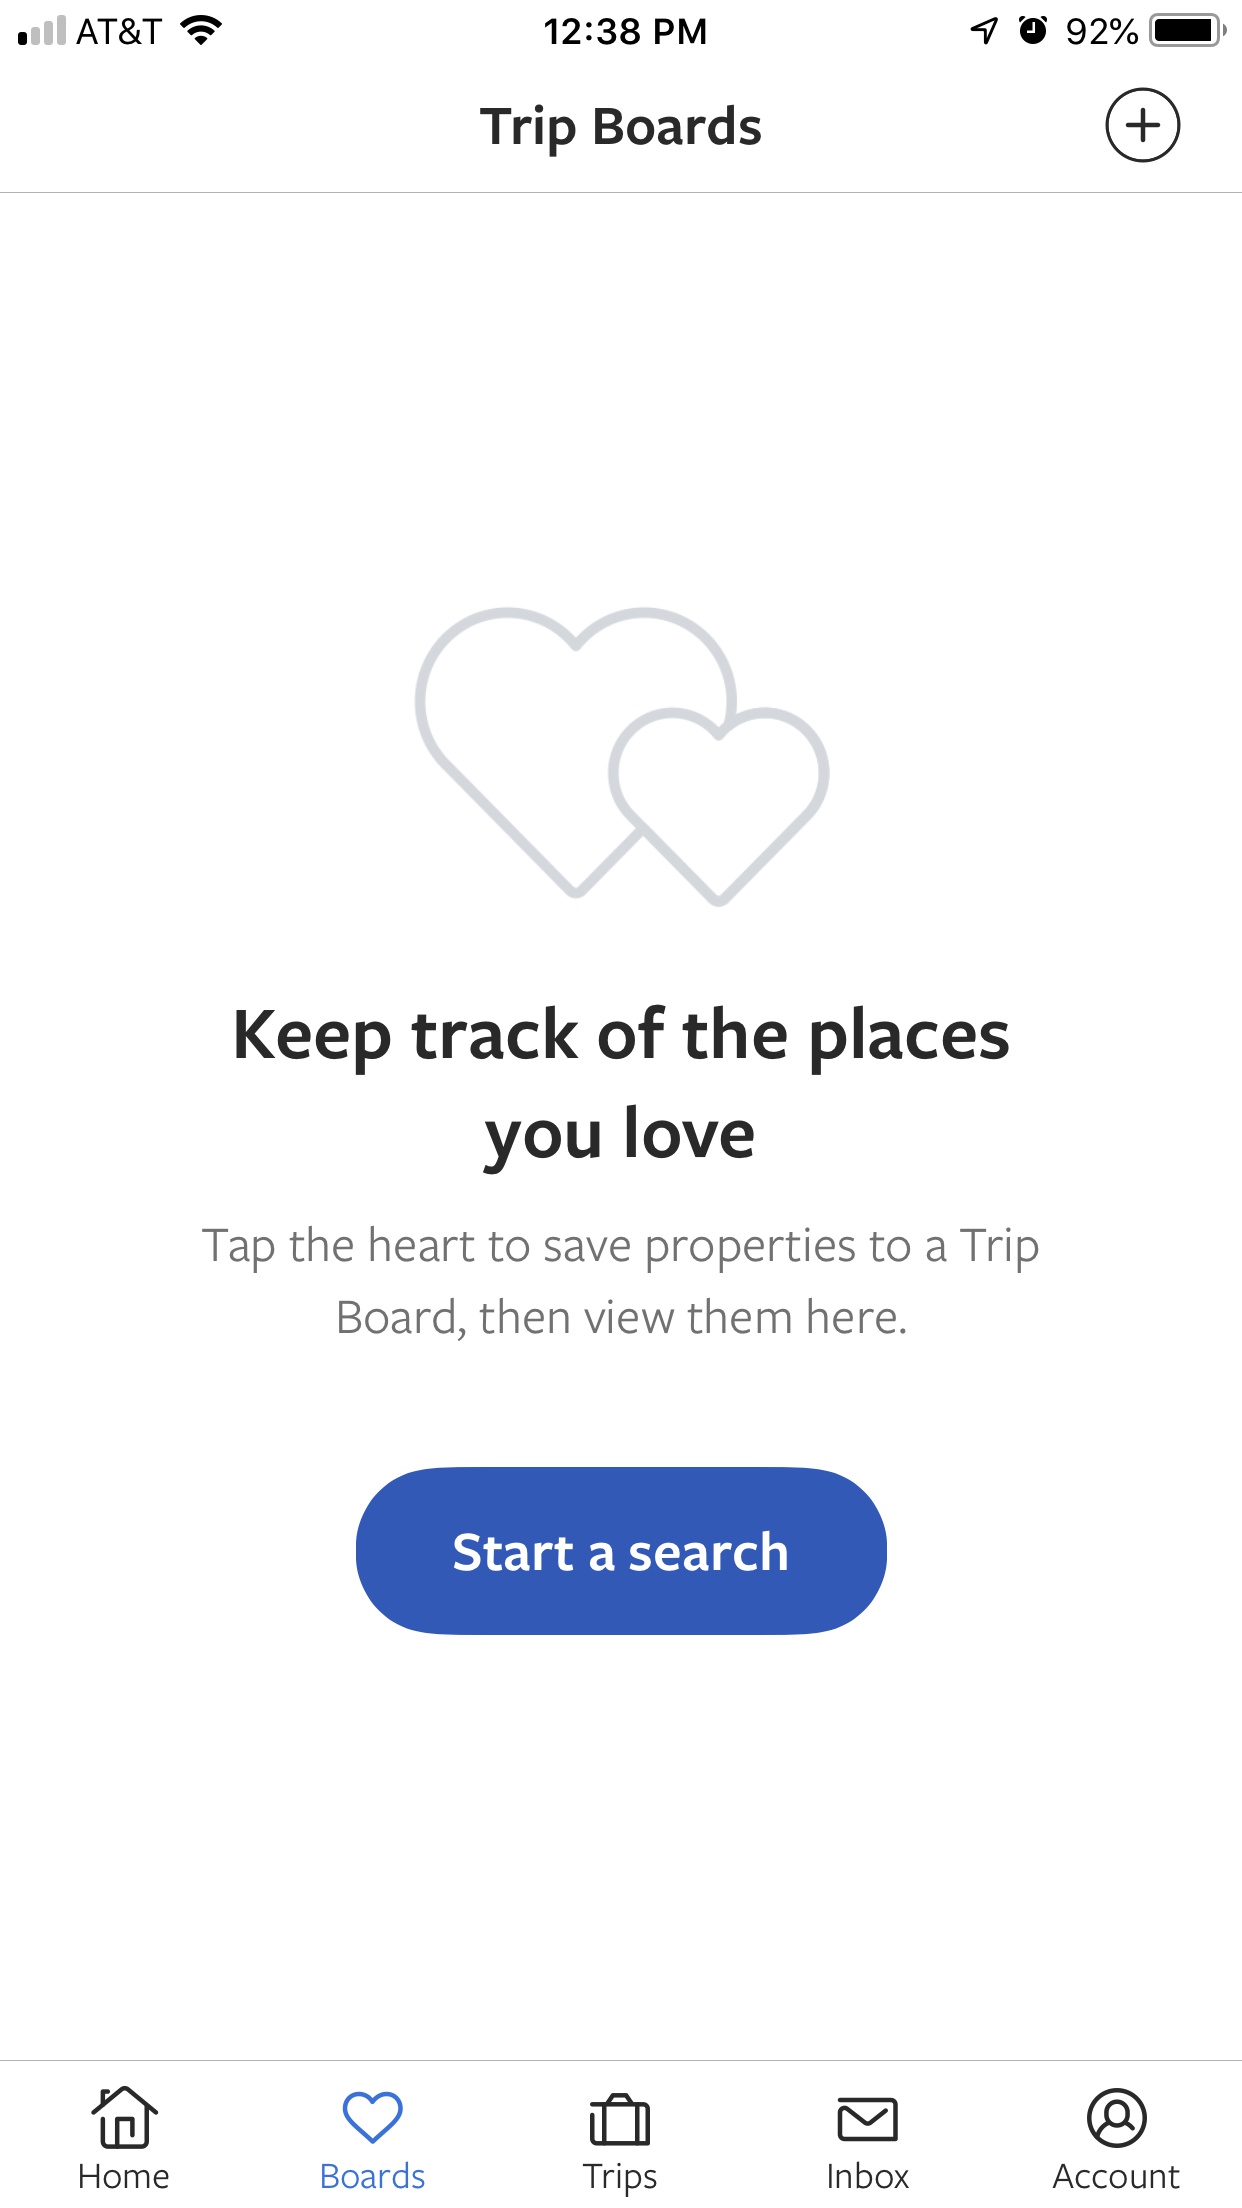 AT&T 12:38 PM 92%
Trip Boards
Keep track of the places
you love
Tap the heart to save properties to a Trip
Board, then view them here.
Start a search
Home Boards Trips Inbox Account